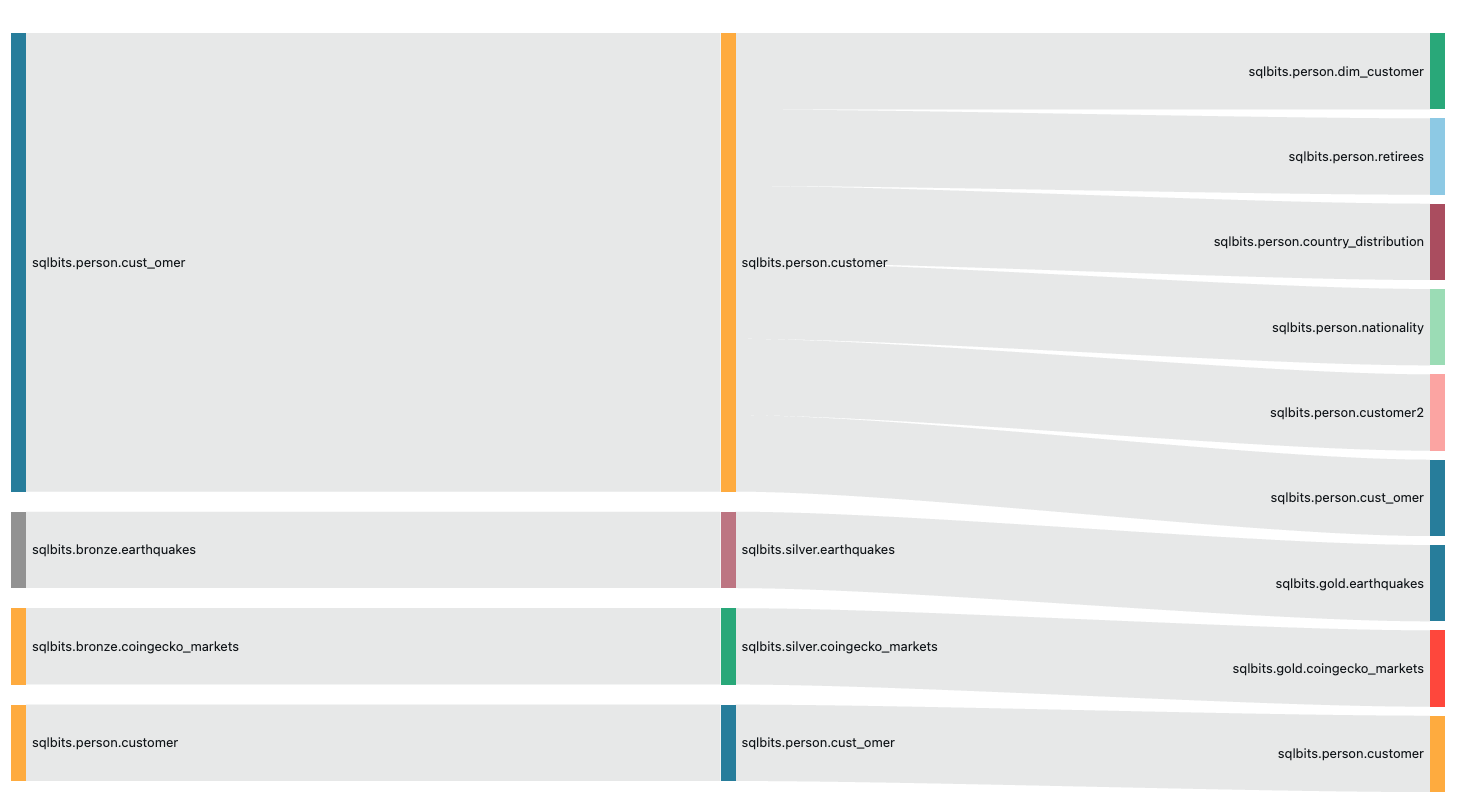 sqlbits.person.cust_omer
sqlbits.bronze.earthquakes
sqlbits.bronze.coingecko_markets
sqlbits.person.customer
sqlbits.person.customer
sqlbits.silver.earthquakes
sqlbits.silver.coingecko_markets
sqlbits.person.cust_omer
sqlbits.person.dim_customer
sqlbits.person.retirees
sqlbits.person.country_distribution
sqlbits.person.nationality
sqlbits.person.customer2
sqlbits.person.cust_omer
sqlbits.gold.earthquakes
sqlbits.gold.coingecko_markets
sqlbits.person.customer